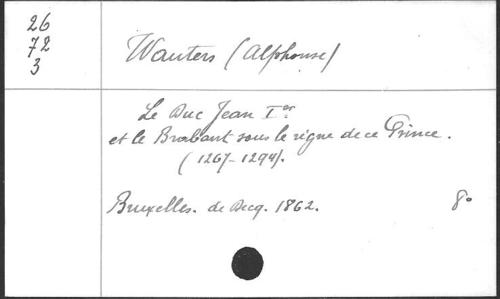 26
72
3
Wauters (Alphonse)
Le Duc Jean Ier
et le Brabant sous le règne de ce Prince.
(1267-1294).
Bruxelles. de Decq. 1862. 8o